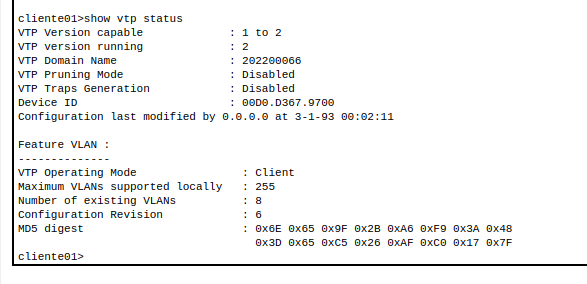 cliente01>show vtp status
VTP Version capable : 1 to 2
VTP version running : 2
VTP Domain Name : 202200066
VTP Pruning Mode : Disabled
VTP Traps Generation : Disabled
Device ID : 00D0.D367.9700
Configuration last modified by 0.0.0.0 at 3-1-93 00:02:11
Feature VLAN :
--------------
VTP Operating Mode : Client
Maximum VLANs supported locally : 255
Number of existing VLANs : 8
Configuration Revision : 6
MD5 digest : 0x6E 0x65 0x9F 0x2B 0xA6 0xF9 0x3A 0x48
0x3D 0x65 0xC5 0x26 0xAF 0xC0 0x17 0x7F
cliente01>